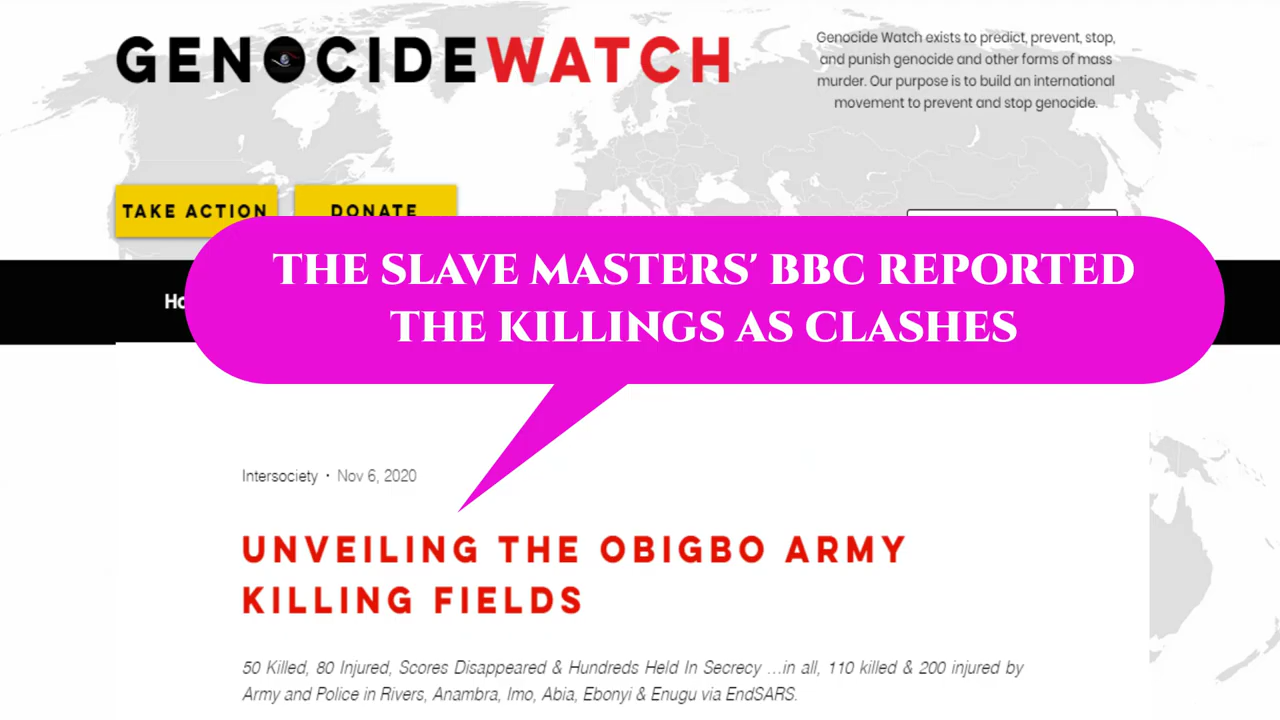 GENOCIDEWATCH
Genocide Watch exists to predict, prevent, stop,
and punish genocide and other forms of mass
murder. Our purpose is to build an international
movement to prevent and stop genocide.
TAKE ACTION
DONATE
THE SLAVE MASTERS' BBC REPORTED
THE KILLINGS AS CLASHES
Intersociety · Nov 6, 2020
UNVEILING THE OBIGBO ARMY
KILLING FIELDS
50 Killed, 80 Injured, Scores Disappeared & Hundreds Held In Secrecy ...in all, 110 killed & 200 injured by
Army and Police in Rivers, Anambra, Imo, Abia, Ebonyi & Enugu via EndSARS.